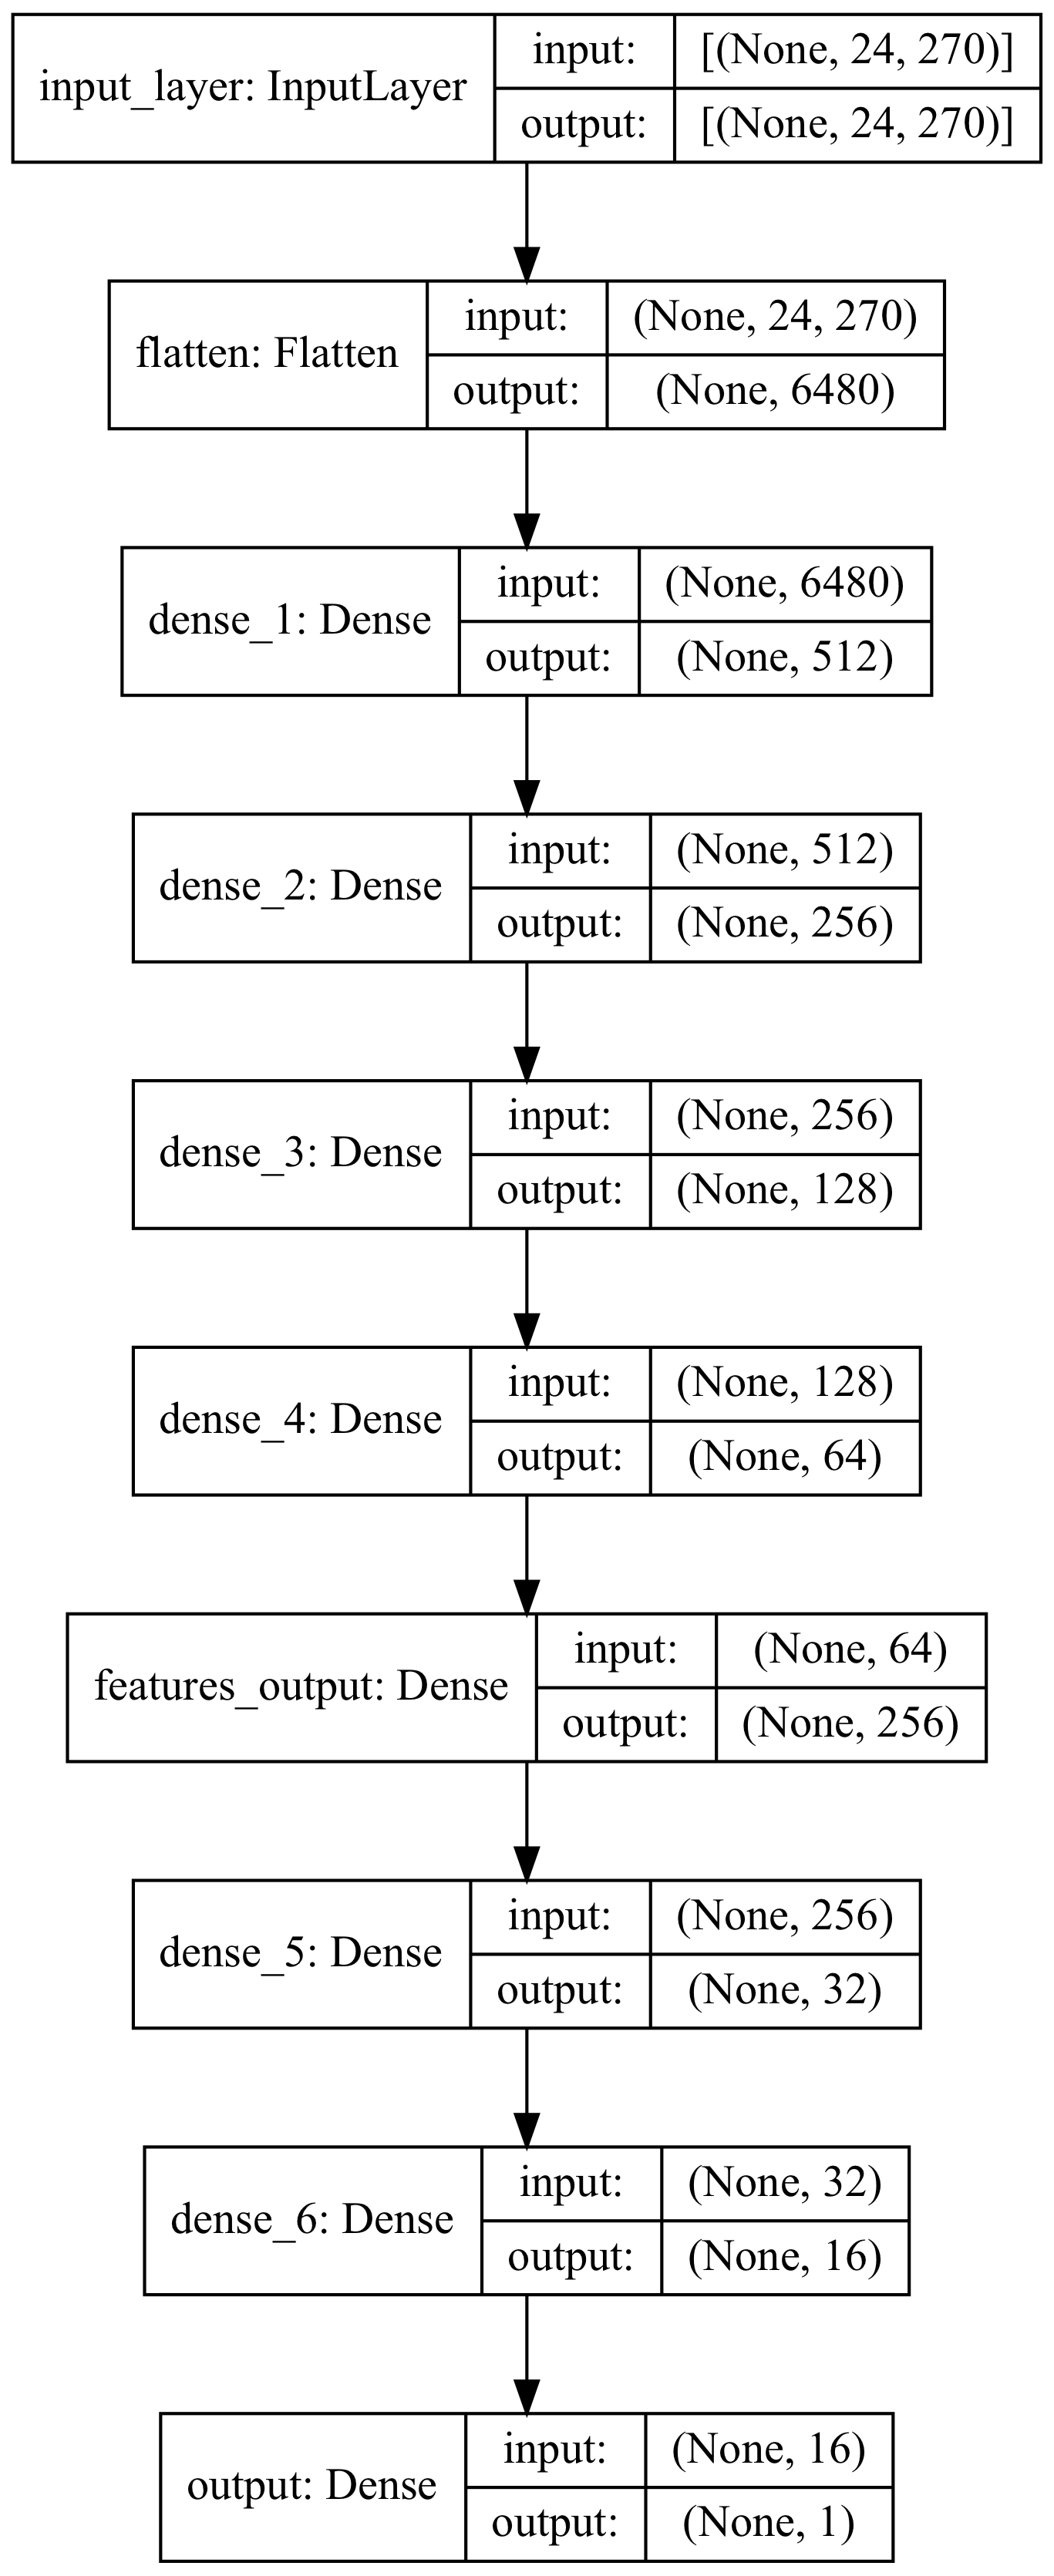 input_layer: InputLayer
input: [(None, 24, 270)]
output: [(None, 24, 270)]
flatten: Flatten
input: (None, 24, 270)
output: (None, 6480)
dense_1: Dense
input: (None, 6480)
output: (None, 512)
dense_2: Dense
input: (None, 512)
output: (None, 256)
dense_3: Dense
input: (None, 256)
output: (None, 128)
dense_4: Dense
input: (None, 128)
output: (None, 64)
features_output: Dense
input: (None, 64)
output: (None, 256)
dense_5: Dense
input: (None, 256)
output: (None, 32)
dense_6: Dense
input: (None, 32)
output: (None, 16)
output: Dense
input: (None, 16)
output: (None, 1)